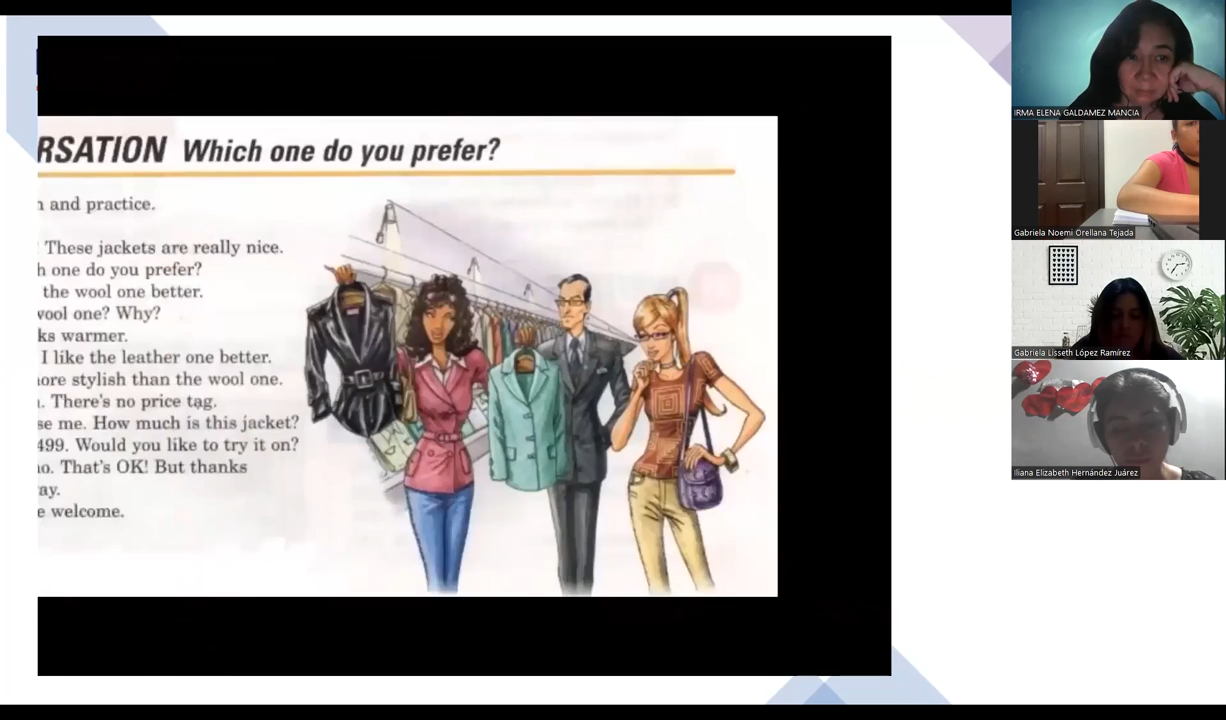 RSATION Which one do you prefer?
and practice.
These jackets are really nice.
one do you prefer?
the wool one better.
wool one? Why?
ks warmer.
I like the leather one better.
more stylish than the wool one.
There's no price tag.
se me. How much is this jacket?
499. Would you like to try it on?
no. That's OK! But thanks
ay.
e welcome.
IRMA ELENA GALDAMEZ MANCIA
Gabriela Noemi Orellana Tejada
Gabriela Lisseth López Ramírez
Iliana Elizabeth Hernández Juárez